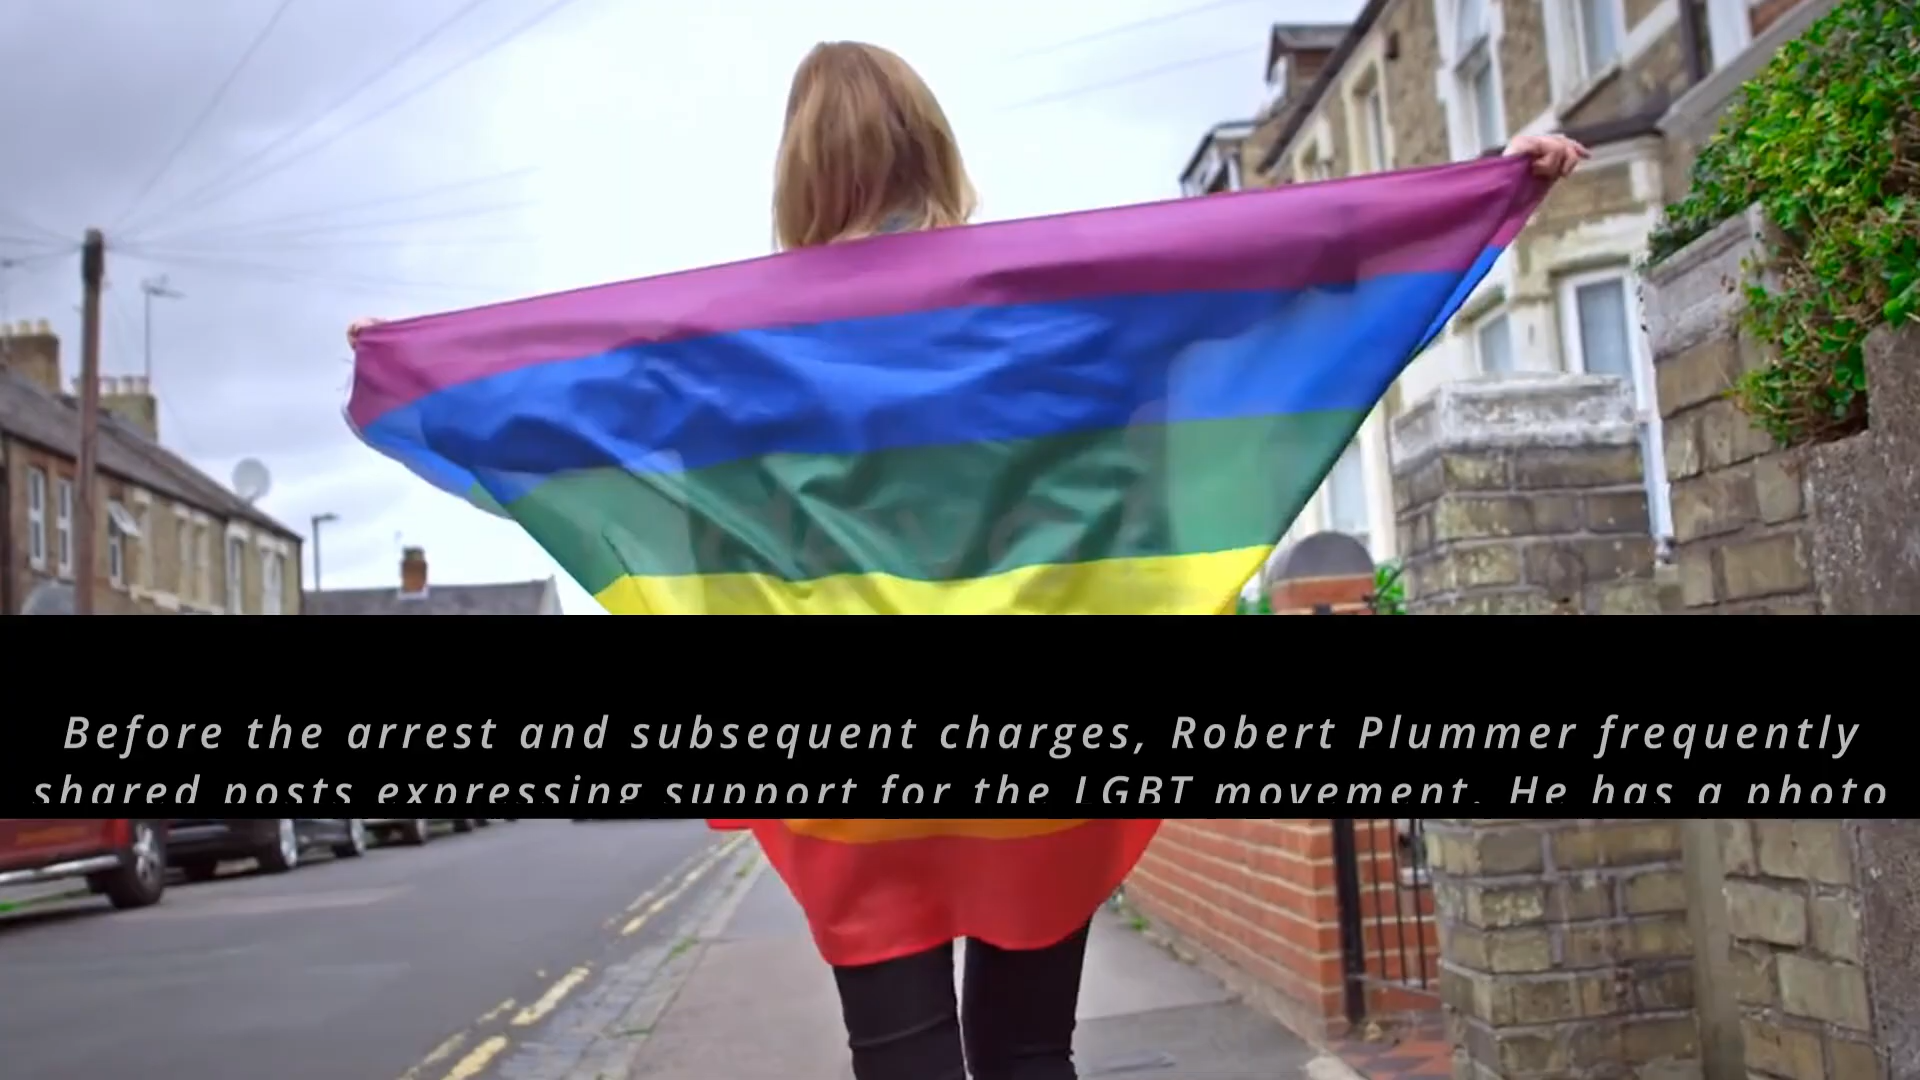 Before the arrest and subsequent charges, Robert Plummer frequently
shared posts expressing support for the LGBT movement. He has a photo